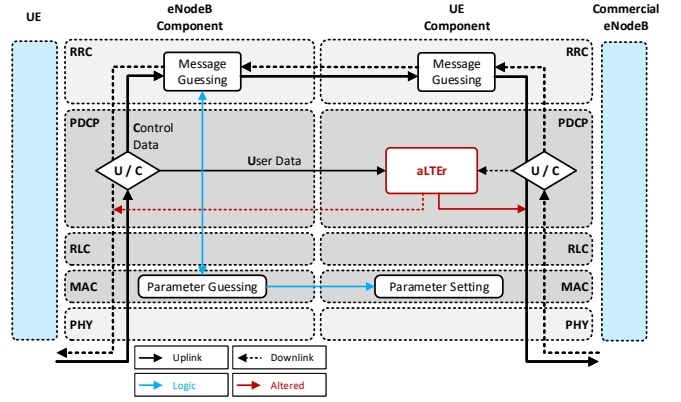 UE
eNodeB
Component
UE
Component
Commercial
eNodeB
RRC
Message
Guessing
Message
Guessing
RRC
PDCP
Control
Data
PDCP
U / C
User Data
aLTEr
U / C
RLC
RLC
MAC
Parameter Guessing
Parameter Setting
MAC
PHY
PHY
Uplink
Downlink
Logic
Altered